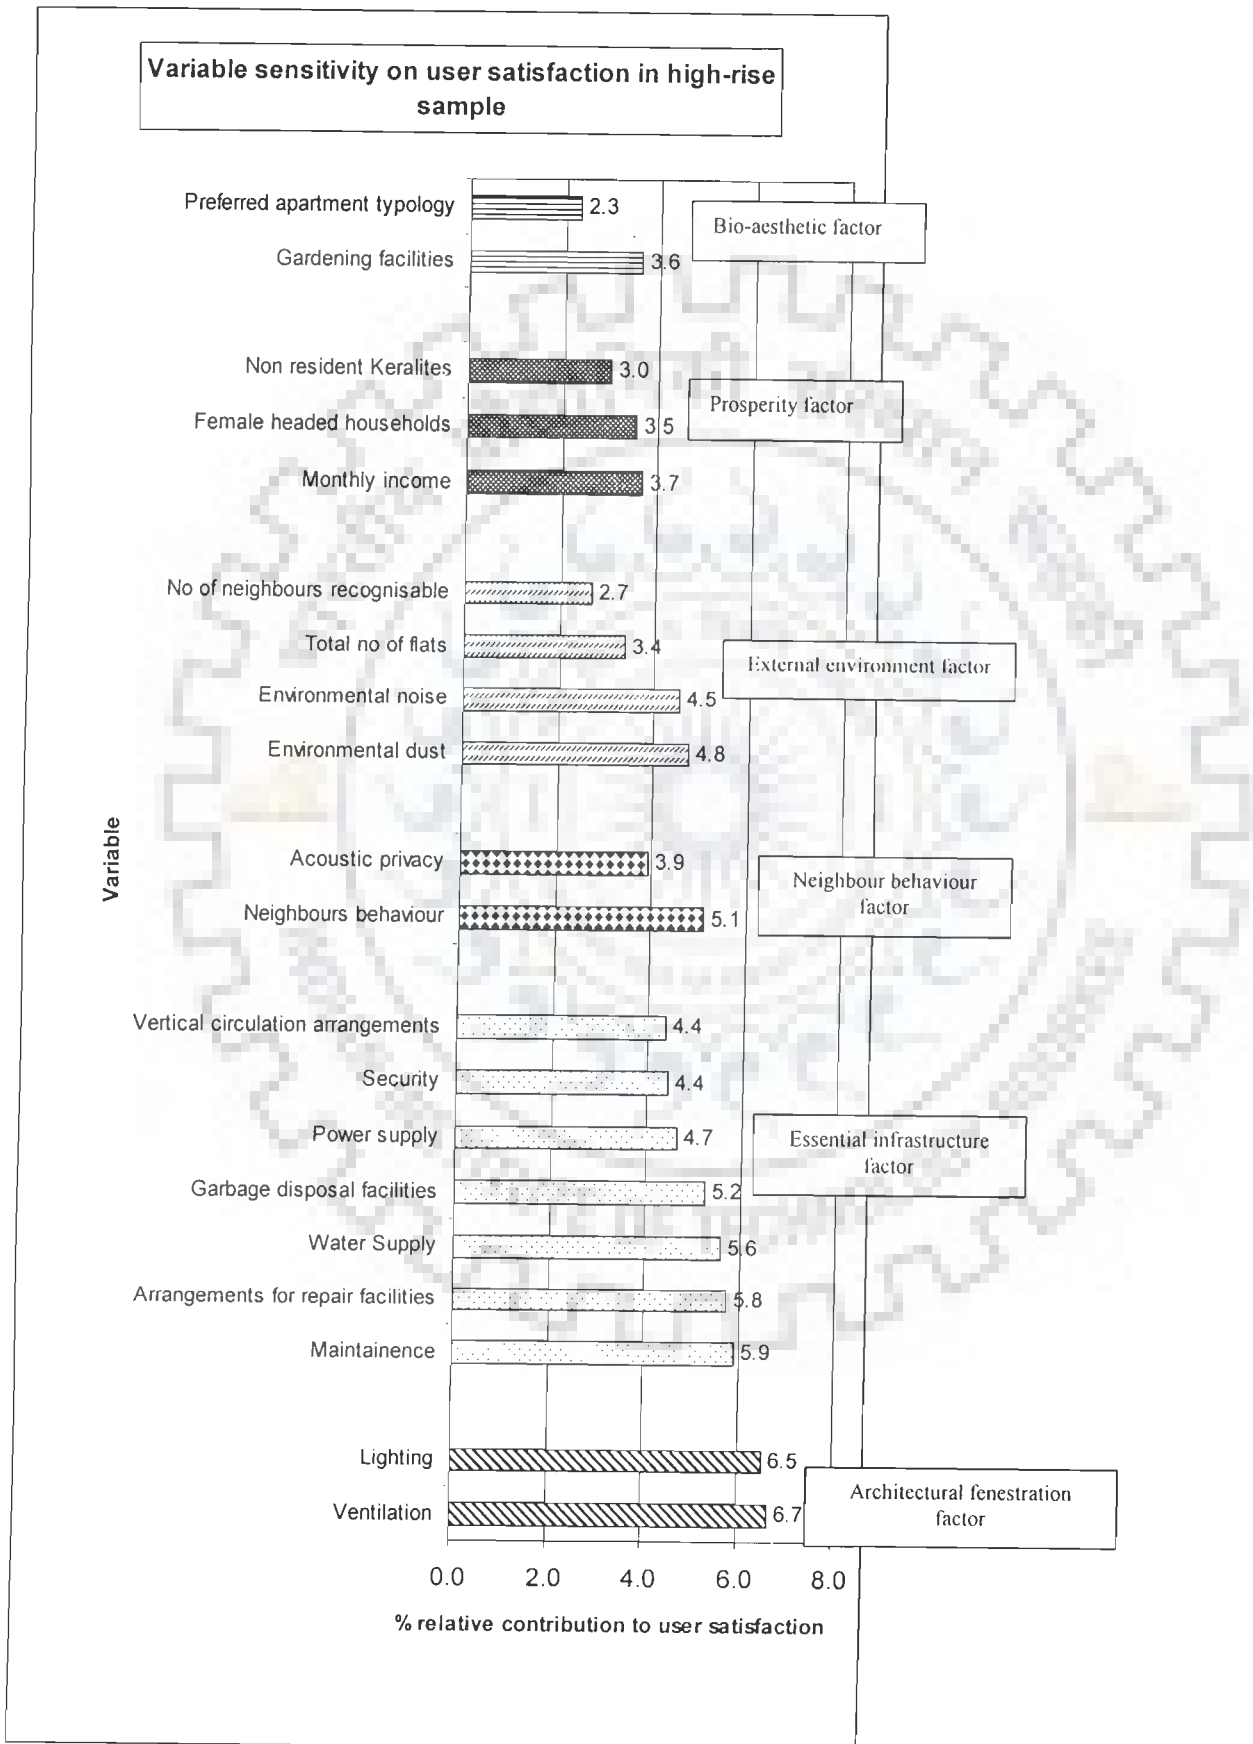 Variable sensitivity on user satisfaction in high-rise
sample
Preferred apartment typology
2.3
Bio-aesthetic factor
Gardening facilities
3.6
Non resident Keralites
3.0
Prosperity factor
Female headed households
3.5
Monthly income
3.7
No of neighbours recognisable
2.7
Total no of flats
3.4
External environment factor
Environmental noise
4.5
Environmental dust
4.8
Variable
Acoustic privacy
3.9
Neighbour behaviour
factor
Neighbours behaviour
5.1
Vertical circulation arrangements
4.4
Security
4.4
Power supply
4.7
Essential infrastructure
factor
Garbage disposal facilities
5.2
Water Supply
5.6
Arrangements for repair facilities
5.8
Maintainence
5.9
Lighting
6.5
Architectural fenestration
factor
Ventilation
6.7
0.0 2.0 4.0 6.0 8.0
% relative contribution to user satisfaction